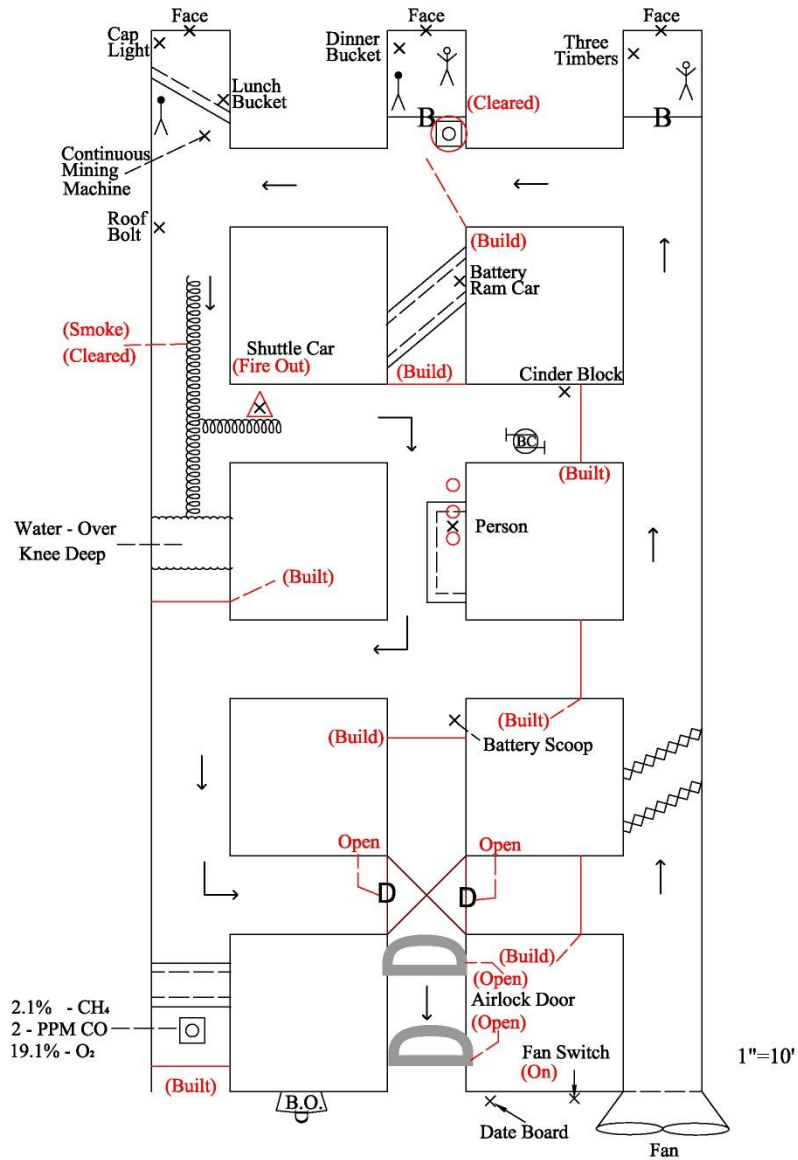 Face
Face
Face
Cap
Light
Dinner
Bucket
Three
Timbers
Lunch
Bucket
(Cleared)
B
B
Continuous
Mining
Machine
Roof
Bolt
(Build)
Battery
Ram Car
(Smoke)
(Cleared)
Shuttle Car
(Fire Out)
(Build)
Cinder Block
BC
(Built)
Person
Water - Over
Knee Deep
(Built)
(Built)
(Build)
Battery Scoop
Open
Open
D
D
D
(Build)
(Open)
Airlock Door
(Open)
D
2.1% - CH₄
2 - PPM CO
19.1% - O₂
(Built)
Fan Switch
(On)
1"=10'
B.O.
Date Board
Fan